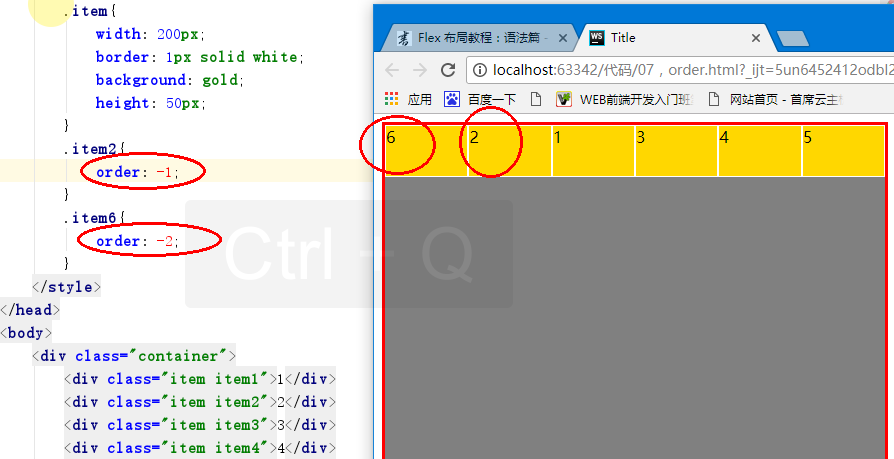 .item{
width: 200px;
border: 1px solid white;
background: gold;
height: 50px;
}
.item2{
order: -1;
}
.item6{
order: -2;
}
</style>
</head>
<body>
<div class="container">
<div class="item item1">1</div>
<div class="item item2">2</div>
<div class="item item3">3</div>
<div class="item item4">4</div>
Ctrl + Q
Flex 布局教程：语法篇 -
WS
Title
localhost:63342/代码/07，order.html?_ijt=5un6452412odbl2
应用
百度一下
WEB前端开发入门班
网站首页 - 首席云主
6 2 1 3 4 5